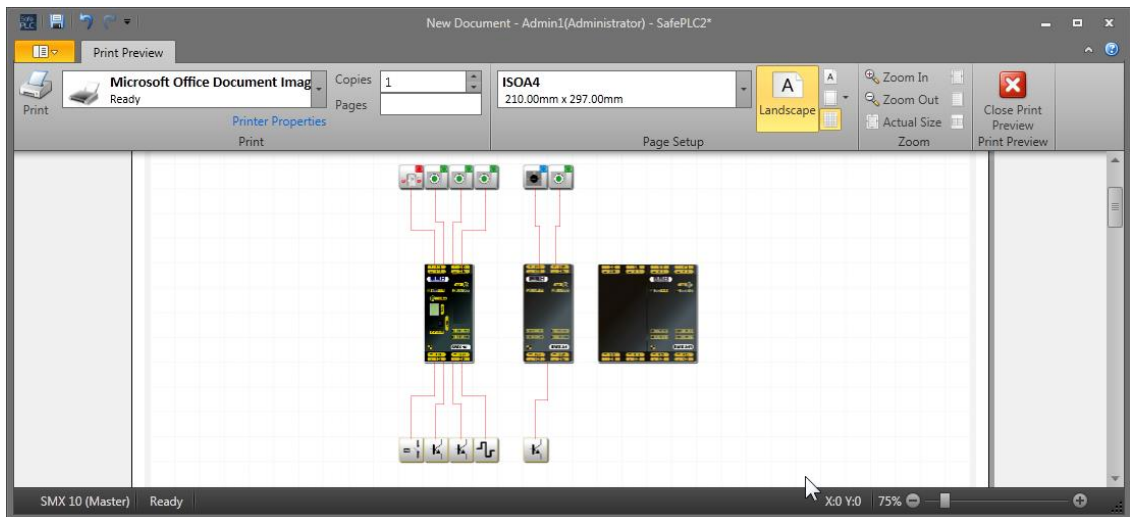 New Document - Admin1(Administrator) - SafePLC2*
Print Preview
Print
Microsoft Office Document Imag
Ready
Printer Properties
Copies 1
Pages
Print
ISOA4
210.00mm x 297.00mm
Landscape
A
A
Page Setup
Zoom In
Zoom Out
Actual Size
Zoom
Close Print
Preview
Print Preview
SMX 10 (Master) Ready X:0 Y:0 75%